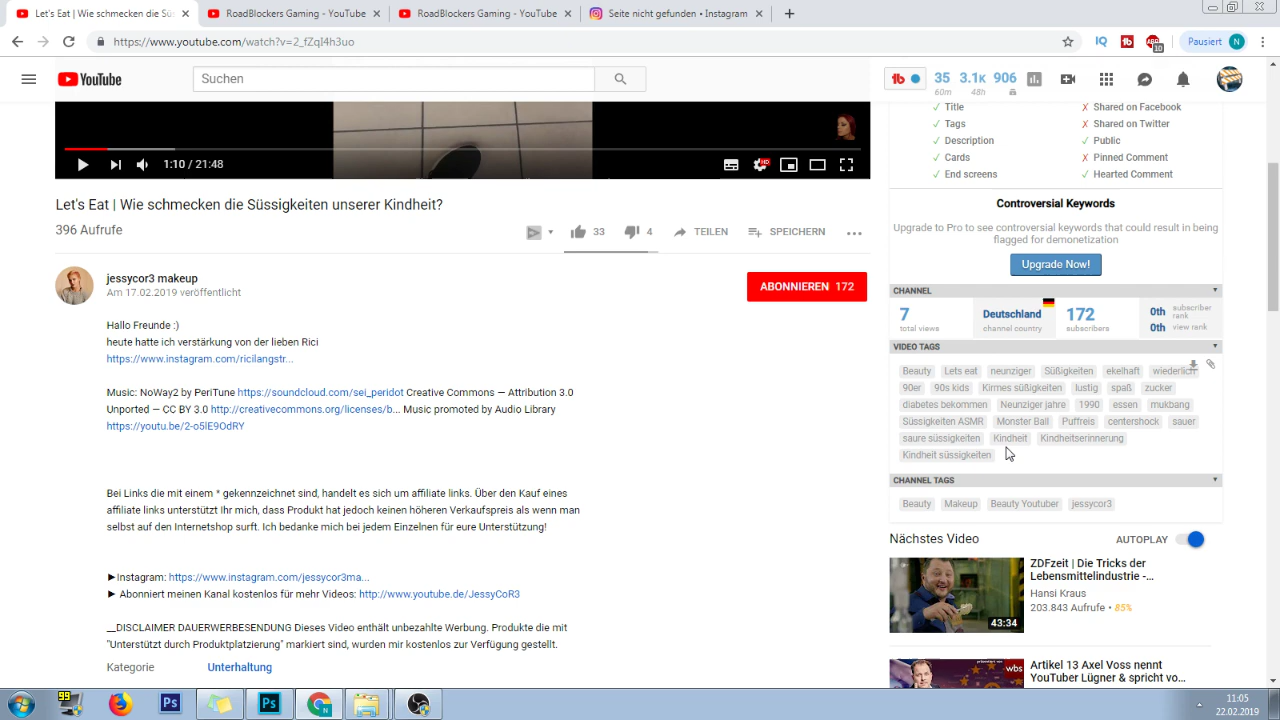 Let's Eat | Wie schmecken die Sü
RoadBlockers Gaming - YouTube
RoadBlockers Gaming - YouTube
Seite nicht gefunden • Instagram
https://www.youtube.com/watch?v=2_fZqI4h3uo
10
Pausiert N
YouTube
Suchen
35 3.1K 906
60m 48h
Title
Shared on Facebook
Tags
Shared on Twitter
Description
Public
Cards
Pinned Comment
End screens
Hearted Comment
1:10 / 21:48
HD
Let's Eat | Wie schmecken die Süssigkeiten unserer Kindheit?
396 Aufrufe
33 4 TEILEN SPEICHERN
jessycor3 makeup
Am 17.02.2019 veröffentlicht
ABONNIEREN 172
Hallo Freunde :)
heute hatte ich verstärkung von der lieben Rici
https://www.instagram.com/ricilangstr...
Music: NoWay2 by PeriTune https://soundcloud.com/sei_peridot Creative Commons — Attribution 3.0
Unported — CC BY 3.0 http://creativecommons.org/licenses/b... Music promoted by Audio Library
https://youtu.be/2-o5lE9OdRY
Bei Links die mit einem * gekennzeichnet sind, handelt es sich um affiliate links. Über den Kauf eines
affiliate links unterstützt Ihr mich, dass Produkt hat jedoch keinen höheren Verkaufspreis als wenn man
selbst auf den Internetshop surft. Ich bedanke mich bei jedem Einzelnen für eure Unterstützung!
►Instagram: https://www.instagram.com/jessycor3ma...
► Abonniert meinen Kanal kostenlos für mehr Videos: http://www.youtube.de/JessyCoR3
__DISCLAIMER DAUERWERBESENDUNG Dieses Video enthält unbezahlte Werbung. Produkte die mit
"Unterstützt durch Produktplatzierung" markiert sind, wurden mir kostenlos zur Verfügung gestellt.
Kategorie Unterhaltung
Controversial Keywords
Upgrade to Pro to see controversial keywords that could result in being
flagged for demonetization
Upgrade Now!
CHANNEL
7
total views
Deutschland
channel country
172
subscribers
0th subscriber rank
0th view rank
VIDEO TAGS
Beauty Lets eat neunziger Süßigkeiten ekelhaft wiederlich
90er 90s kids Kirmes süßigkeiten lustig spaß zucker
diabetes bekommen Neunziger jahre 1990 essen mukbang
Süssigkeiten ASMR Monster Ball Puffreis centershock sauer
saure süssigkeiten Kindheit Kindheitserinnerung
Kindheit süssigkeiten
CHANNEL TAGS
Beauty Makeup Beauty Youtuber jessycor3
Nächstes Video AUTOPLAY
ZDFzeit | Die Tricks der
Lebensmittelindustrie -...
Hansi Kraus
203.843 Aufrufe • 85%
43:34
Artikel 13 Axel Voss nennt
YouTuber Lügner & spricht vo...
wbs
99
Ps
Ps
11:05
22.02.2019